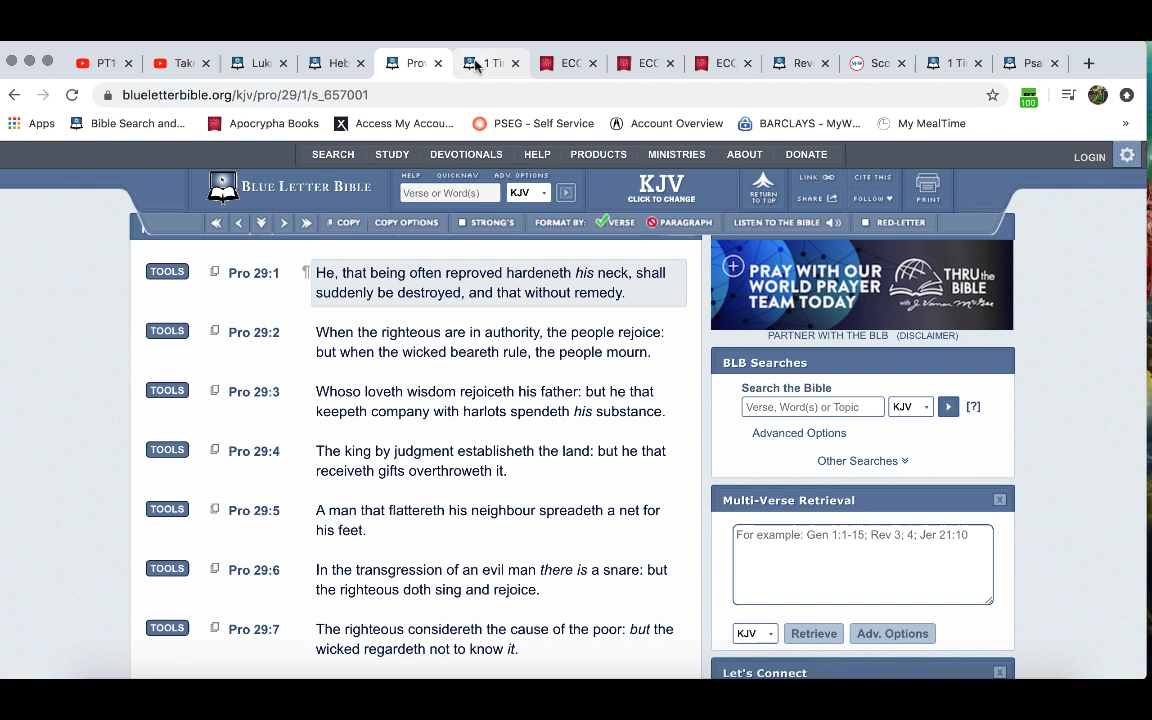 PT1
Tak
Luk
Heb
Prov
1 Ti
ECC
ECC
ECC
Rev
Sco
1 Ti
Psal
blueletterbible.org/kjv/pro/29/1/s_657001
100
Apps
Bible Search and...
Apocrypha Books
Access My Accou...
PSEG - Self Service
Account Overview
BARCLAYS - MyW...
My MealTime
»
SEARCH STUDY DEVOTIONALS HELP PRODUCTS MINISTRIES ABOUT DONATE
LOGIN
BLUE LETTER BIBLE
HELP QUICKNAV ADV. OPTIONS
Verse or Word(s)
KJV
KJV
CLICK TO CHANGE
RETURN
TO TOP
LINK
SHARE
CITE THIS
FOLLOW
PRINT
COPY COPY OPTIONS STRONG'S FORMAT BY: VERSE PARAGRAPH LISTEN TO THE BIBLE RED-LETTER
TOOLS Pro 29:1 ¶ He, that being often reproved hardeneth his neck, shall
suddenly be destroyed, and that without remedy.
TOOLS Pro 29:2 When the righteous are in authority, the people rejoice:
but when the wicked beareth rule, the people mourn.
TOOLS Pro 29:3 Whoso loveth wisdom rejoiceth his father: but he that
keepeth company with harlots spendeth his substance.
TOOLS Pro 29:4 The king by judgment establisheth the land: but he that
receiveth gifts overthroweth it.
TOOLS Pro 29:5 A man that flattereth his neighbour spreadeth a net for
his feet.
TOOLS Pro 29:6 In the transgression of an evil man there is a snare: but
the righteous doth sing and rejoice.
TOOLS Pro 29:7 The righteous considereth the cause of the poor: but the
wicked regardeth not to know it.
PRAY WITH OUR
WORLD PRAYER
TEAM TODAY
THRU the
BIBLE
with J. Vernon McGee
PARTNER WITH THE BLB (DISCLAIMER)
BLB Searches
Search the Bible
Verse, Word(s) or Topic
KJV
[?]
Advanced Options
Other Searches
Multi-Verse Retrieval
For example: Gen 1:1-15; Rev 3; 4; Jer 21:10
KJV
Retrieve
Adv. Options
Let's Connect